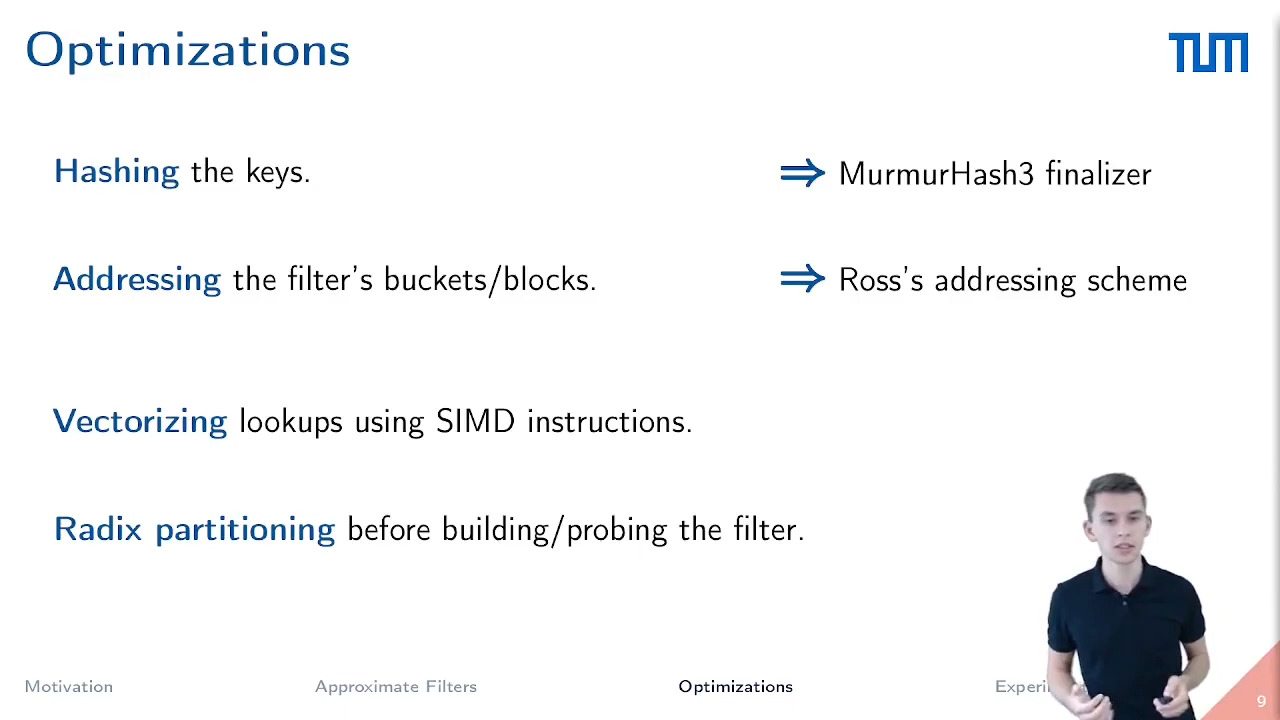 Optimizations
TUM
Hashing the keys.
⇒ MurmurHash3 finalizer
Addressing the filter's buckets/blocks.
⇒ Ross's addressing scheme
Vectorizing lookups using SIMD instructions.
Radix partitioning before building/probing the filter.
Motivation
Approximate Filters
Optimizations
Experi
9